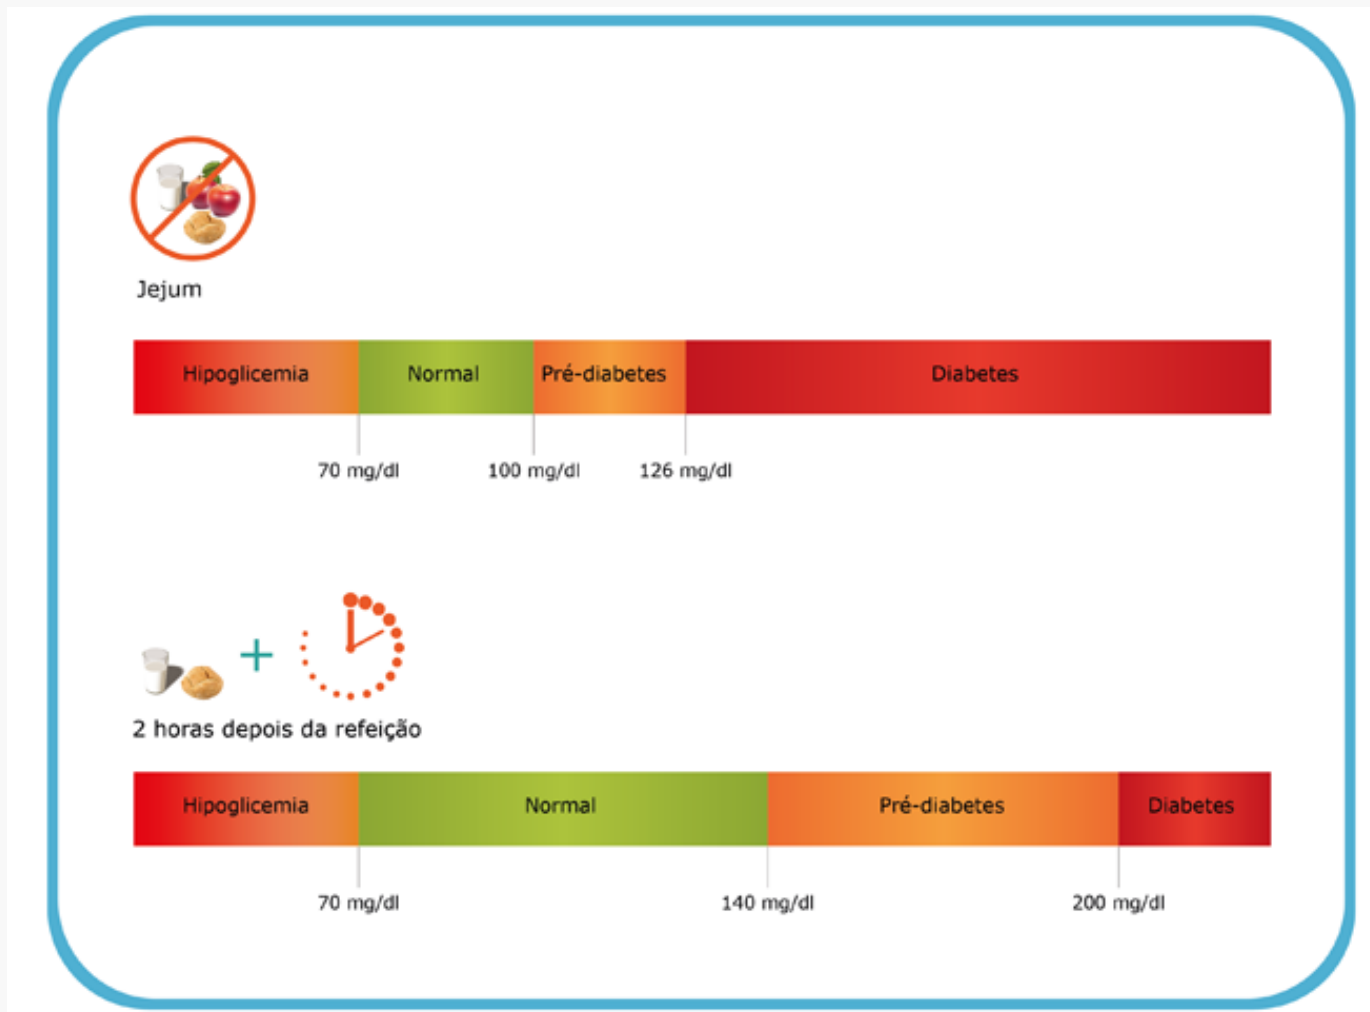 Jejum
Hipoglicemia Normal Pré-diabetes Diabetes
70 mg/dl 100 mg/dl 126 mg/dl
2 horas depois da refeição
Hipoglicemia Normal Pré-diabetes Diabetes
70 mg/dl 140 mg/dl 200 mg/dl